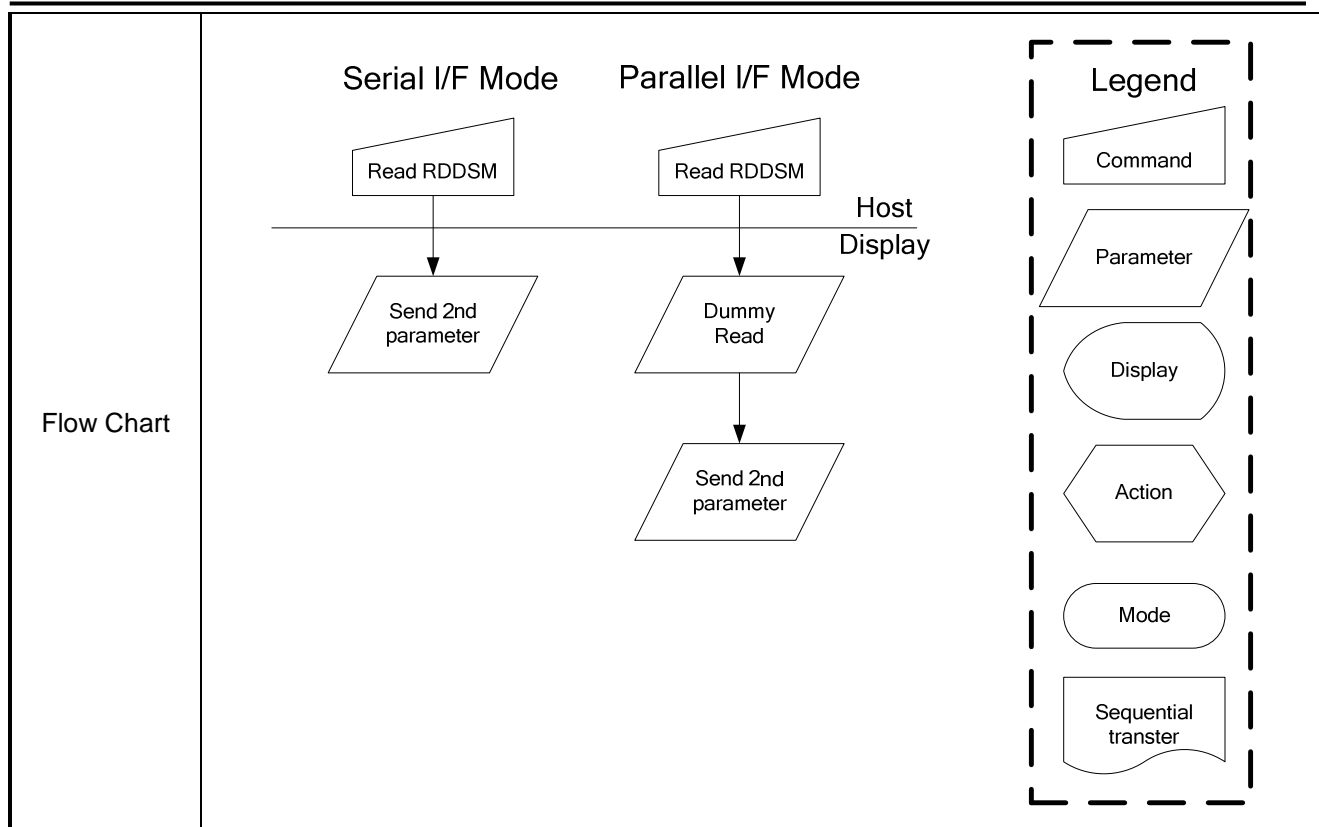 Flow Chart
Serial I/F Mode
Parallel I/F Mode
Read RDDSM
Read RDDSM
Host
Display
Send 2nd
parameter
Dummy
Read
Send 2nd
parameter
Legend
Command
Parameter
Display
Action
Mode
Sequential
transter